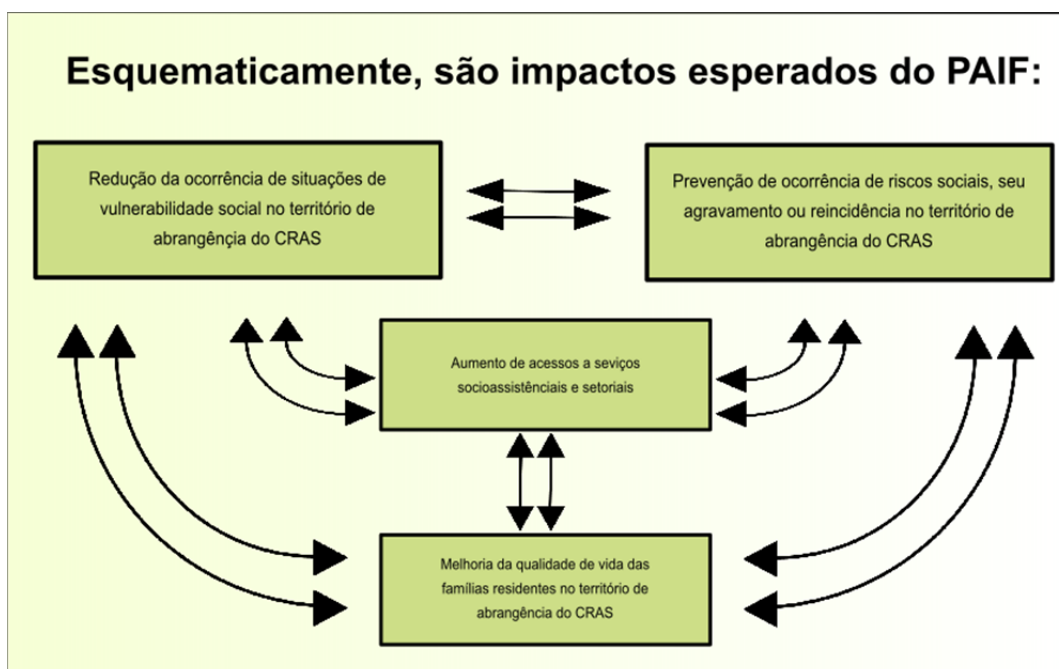 Esquematicamente, são impactos esperados do PAIF:
Redução da ocorrência de situações de
vulnerabilidade social no território de
abrangênçia do CRAS
Prevenção de ocorrência de riscos sociais, seu
agravamento ou reincidência no território de
abrangência do CRAS
Aumento de acessos a seviços
socioassistênciais e setoriais
Melhoria da qualidade de vida das
famílias residentes no território de
abrangência do CRAS